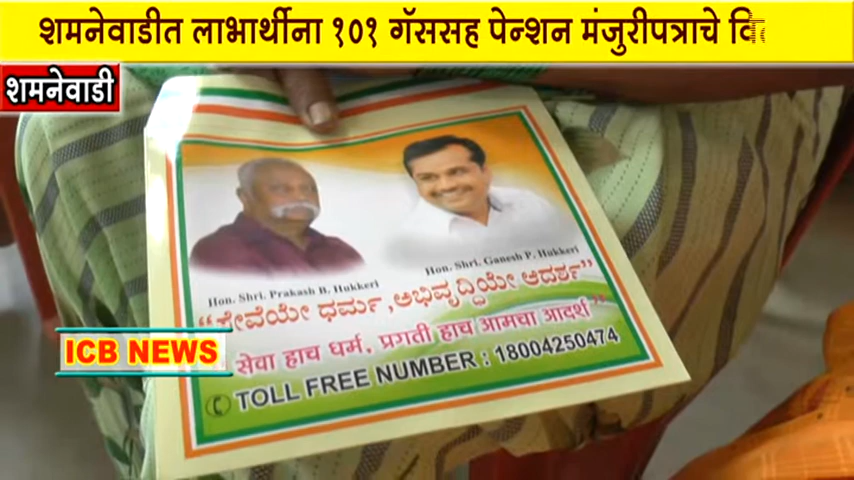 शमनेवाडीत लाभार्थीना १०१ गॅससह पेन्शन मंजुरीपत्राचे
शमनेवाडी
Hon. Shri. Prakash B. Hukkeri
Hon. Shri. Ganesh P. Hukkeri
“ಸೇವೆಯೇ ಧರ್ಮ, ಅಭಿವೃದ್ಧಿಯೇ ಆದರ್ಶ”
सेवा हाच धर्म, प्रगती हाच आमचा आदर्श”
TOLL FREE NUMBER : 18004250474
ICB NEWS